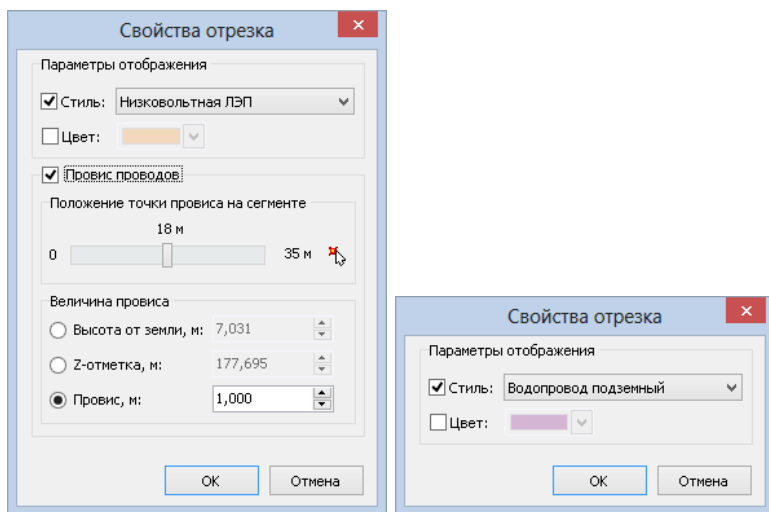 Свойства отрезка
Параметры отображения
Стиль: Низковольтная ЛЭП
Цвет:
Провис проводов
Положение точки провиса на сегменте
18 м
0 35 м
Величина провиса
Высота от земли, м: 7,031
Z-отметка, м: 177,695
Провис, м: 1,000
ОК Отмена
Свойства отрезка
Параметры отображения
Стиль: Водопровод подземный
Цвет:
ОК Отмена